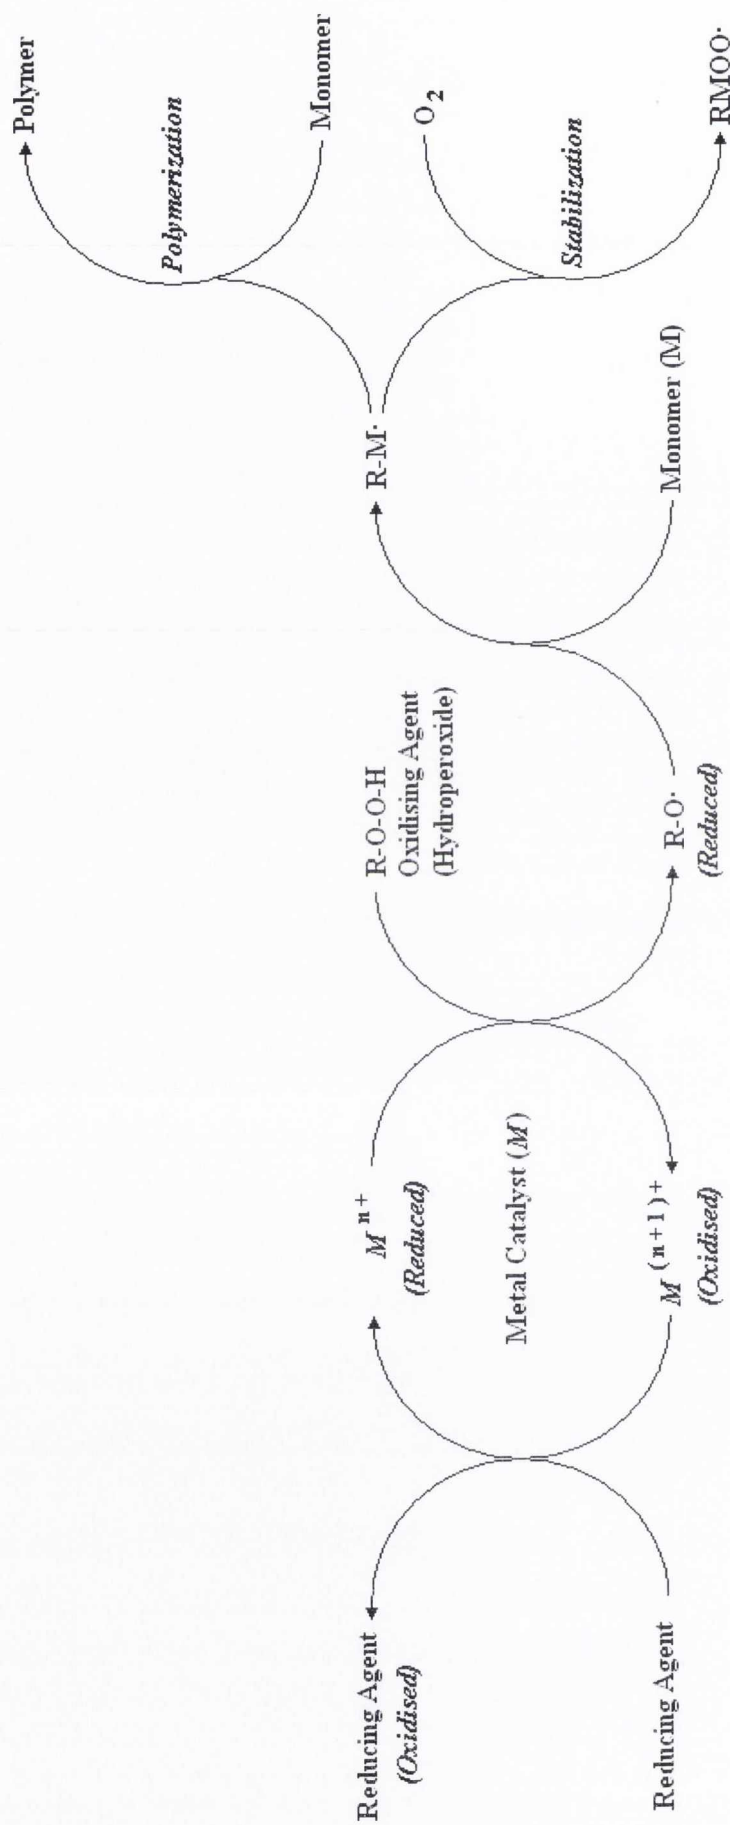 Reducing Agent
(Oxidised)
Reducing Agent
M n+
(Reduced)
Metal Catalyst (M)
M (n+1)+
(Oxidised)
R-O-O-H
Oxidising Agent
(Hydroperoxide)
R-O·
(Reduced)
R-M·
Monomer (M)
Polymer
Polymerization
Monomer
O2
Stabilization
RMOO·